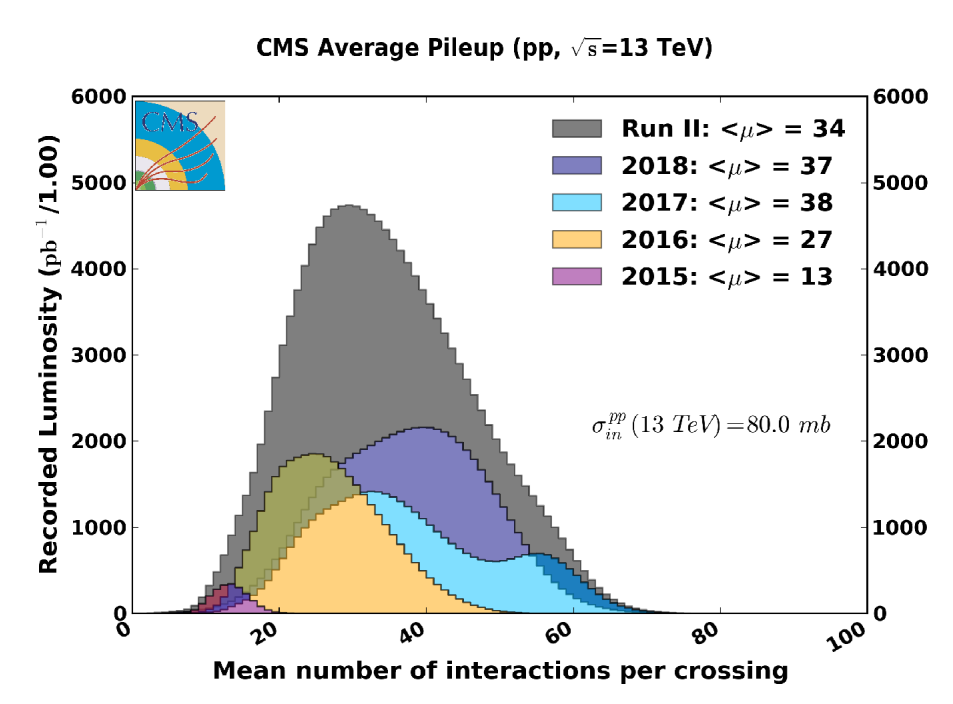 CMS Average Pileup (pp, √s=13 TeV)
CMS
Run II: <μ> = 34
2018: <μ> = 37
2017: <μ> = 38
2016: <μ> = 27
2015: <μ> = 13
σ_in^pp (13 TeV)=80.0 mb
Recorded Luminosity (pb⁻¹/1.00)
6000
5000
4000
3000
2000
1000
0
6000
5000
4000
3000
2000
1000
0
0 20 40 60 80 100
Mean number of interactions per crossing